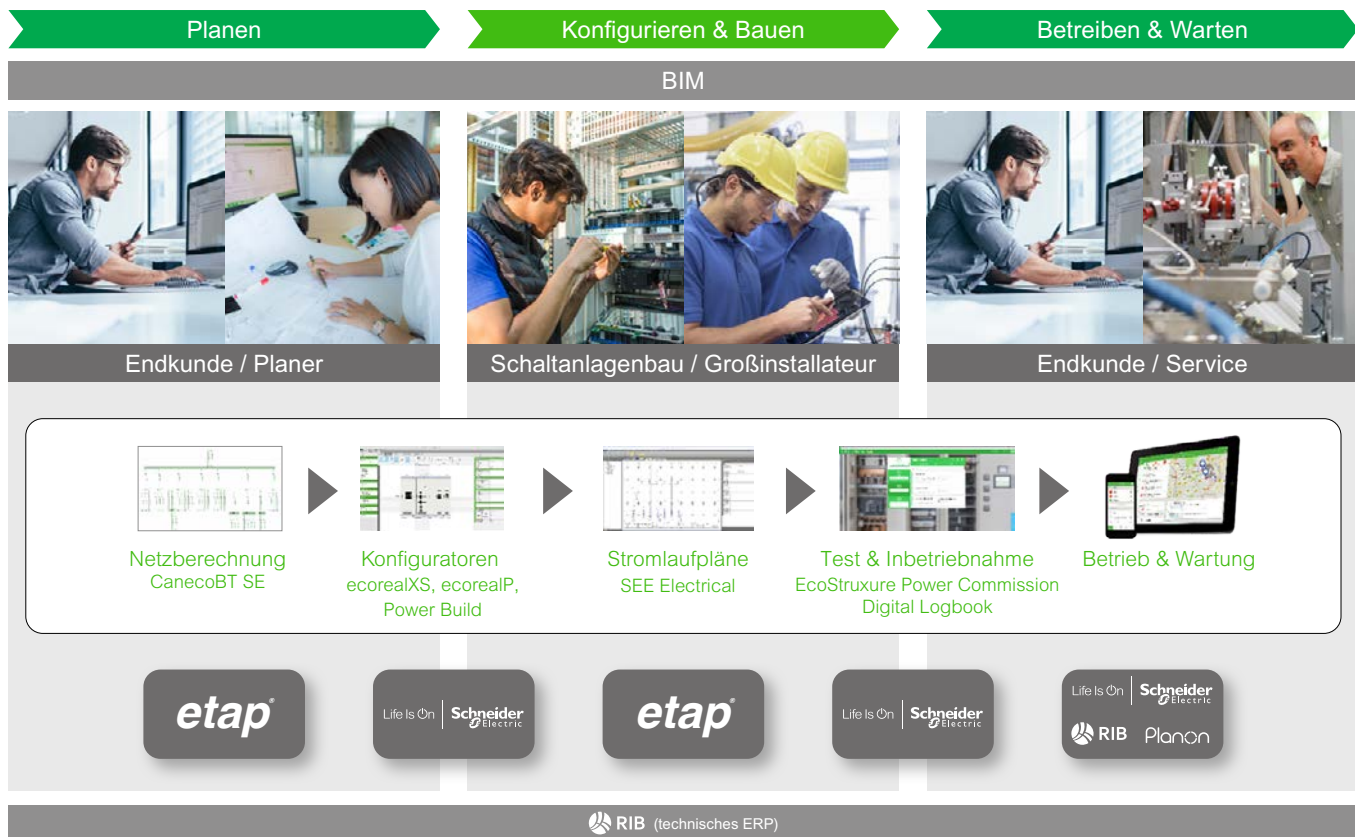 Planen
Konfigurieren & Bauen
Betreiben & Warten
BIM
Endkunde / Planer
Schaltanlagenbau / Großinstallateur
Endkunde / Service
Netzberechnung
CanecoBT SE
Konfiguratoren
ecorealXS, ecorealP,
Power Build
Stromlaufpläne
SEE Electrical
Test & Inbetriebnahme
EcoStruxure Power Commission
Digital Logbook
Betrieb & Wartung
etap®
Life Is On | Schneider Electric
etap®
Life Is On | Schneider Electric
Life Is On | Schneider Electric
RIB Planon
RIB (technisches ERP)